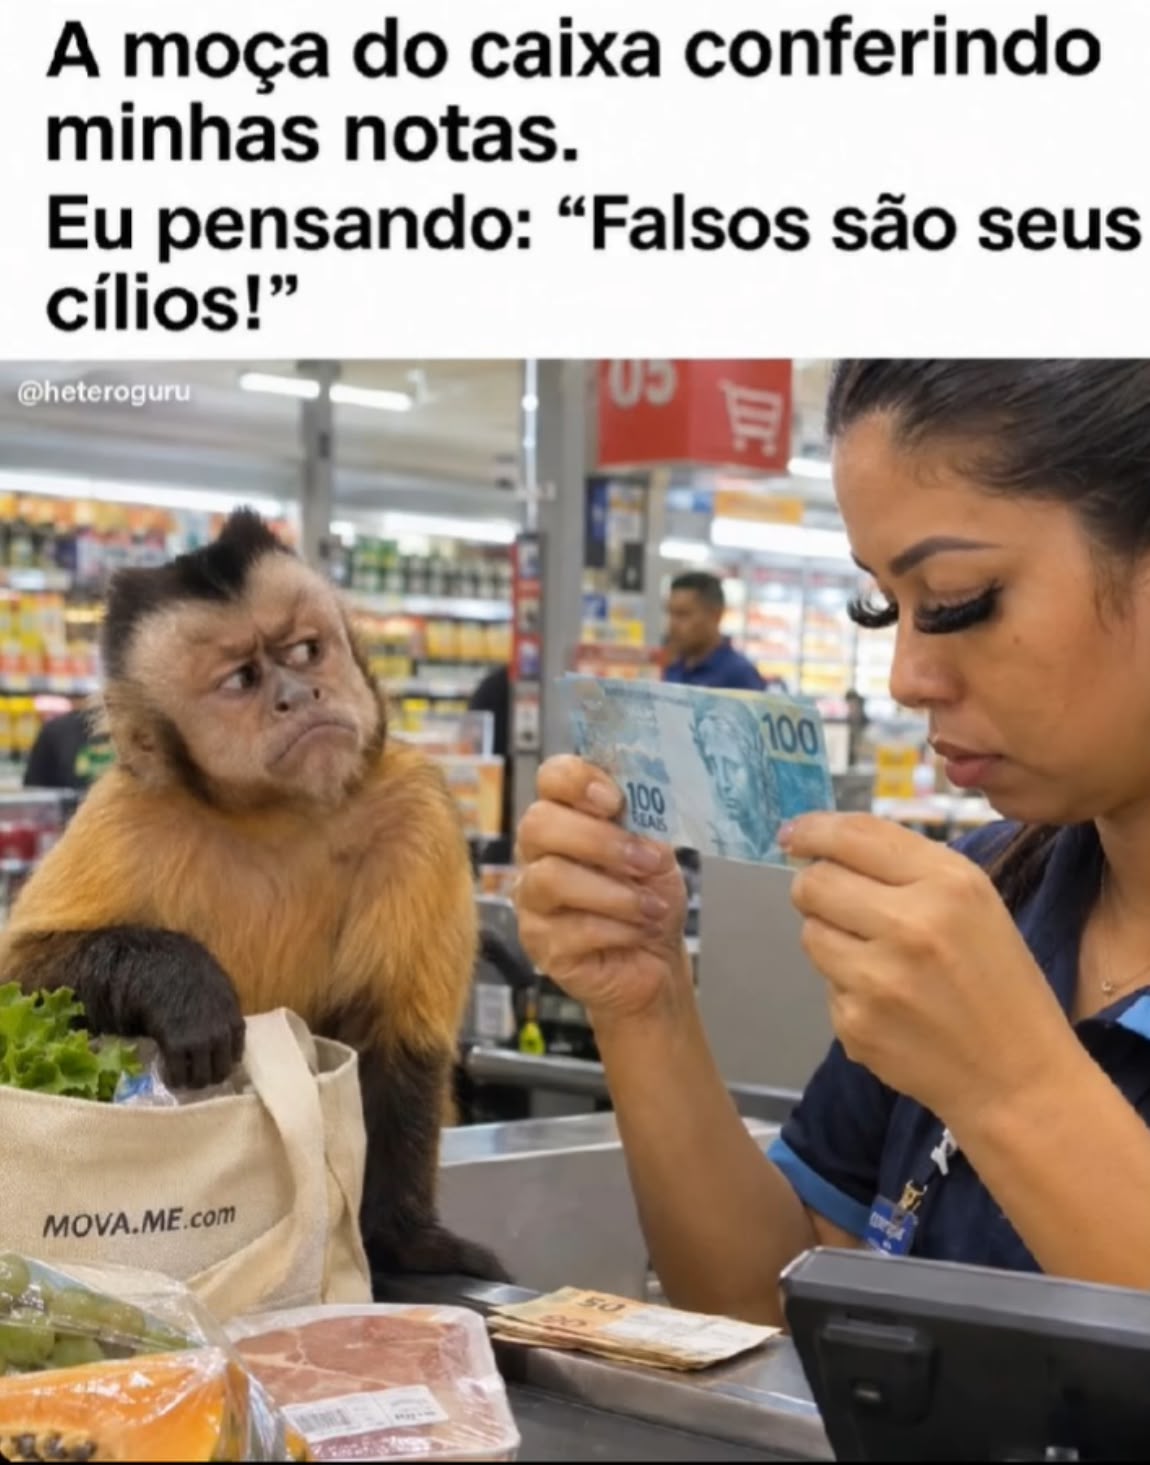 A moça do caixa conferindo
minhas notas.
Eu pensando: “Falsos são seus
cílios!”
@heteroguru
05
100
100
REAIS
MOVA.ME.com
50